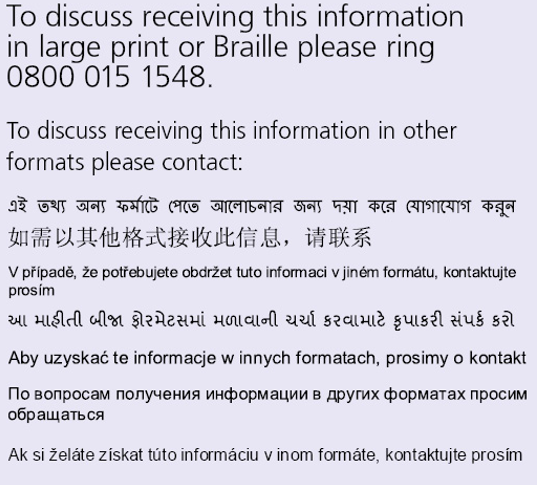 To discuss receiving this information
in large print or Braille please ring
0800 015 1548.
To discuss receiving this information in other
formats please contact:
এই তথ্য অন্য ফর্মাটে পেতে আলোচনার জন্য দয়া করে যোগাযোগ করুন
如需以其他格式接收此信息，请联系
V případě, že potřebujete obdržet tuto informaci v jiném formátu, kontaktujte
prosím
આ માહીતી બીજા ફોરમેટસમાં મળાવાની ચર્ચા કરવામાટે કૃપાકરી સંપર્ક કરો
Aby uzyskać te informacje w innych formatach, prosimy o kontakt
По вопросам получения информации в других форматах просим
обращаться
Ak si želáte získat túto informáciu v inom formáte, kontaktujte prosím